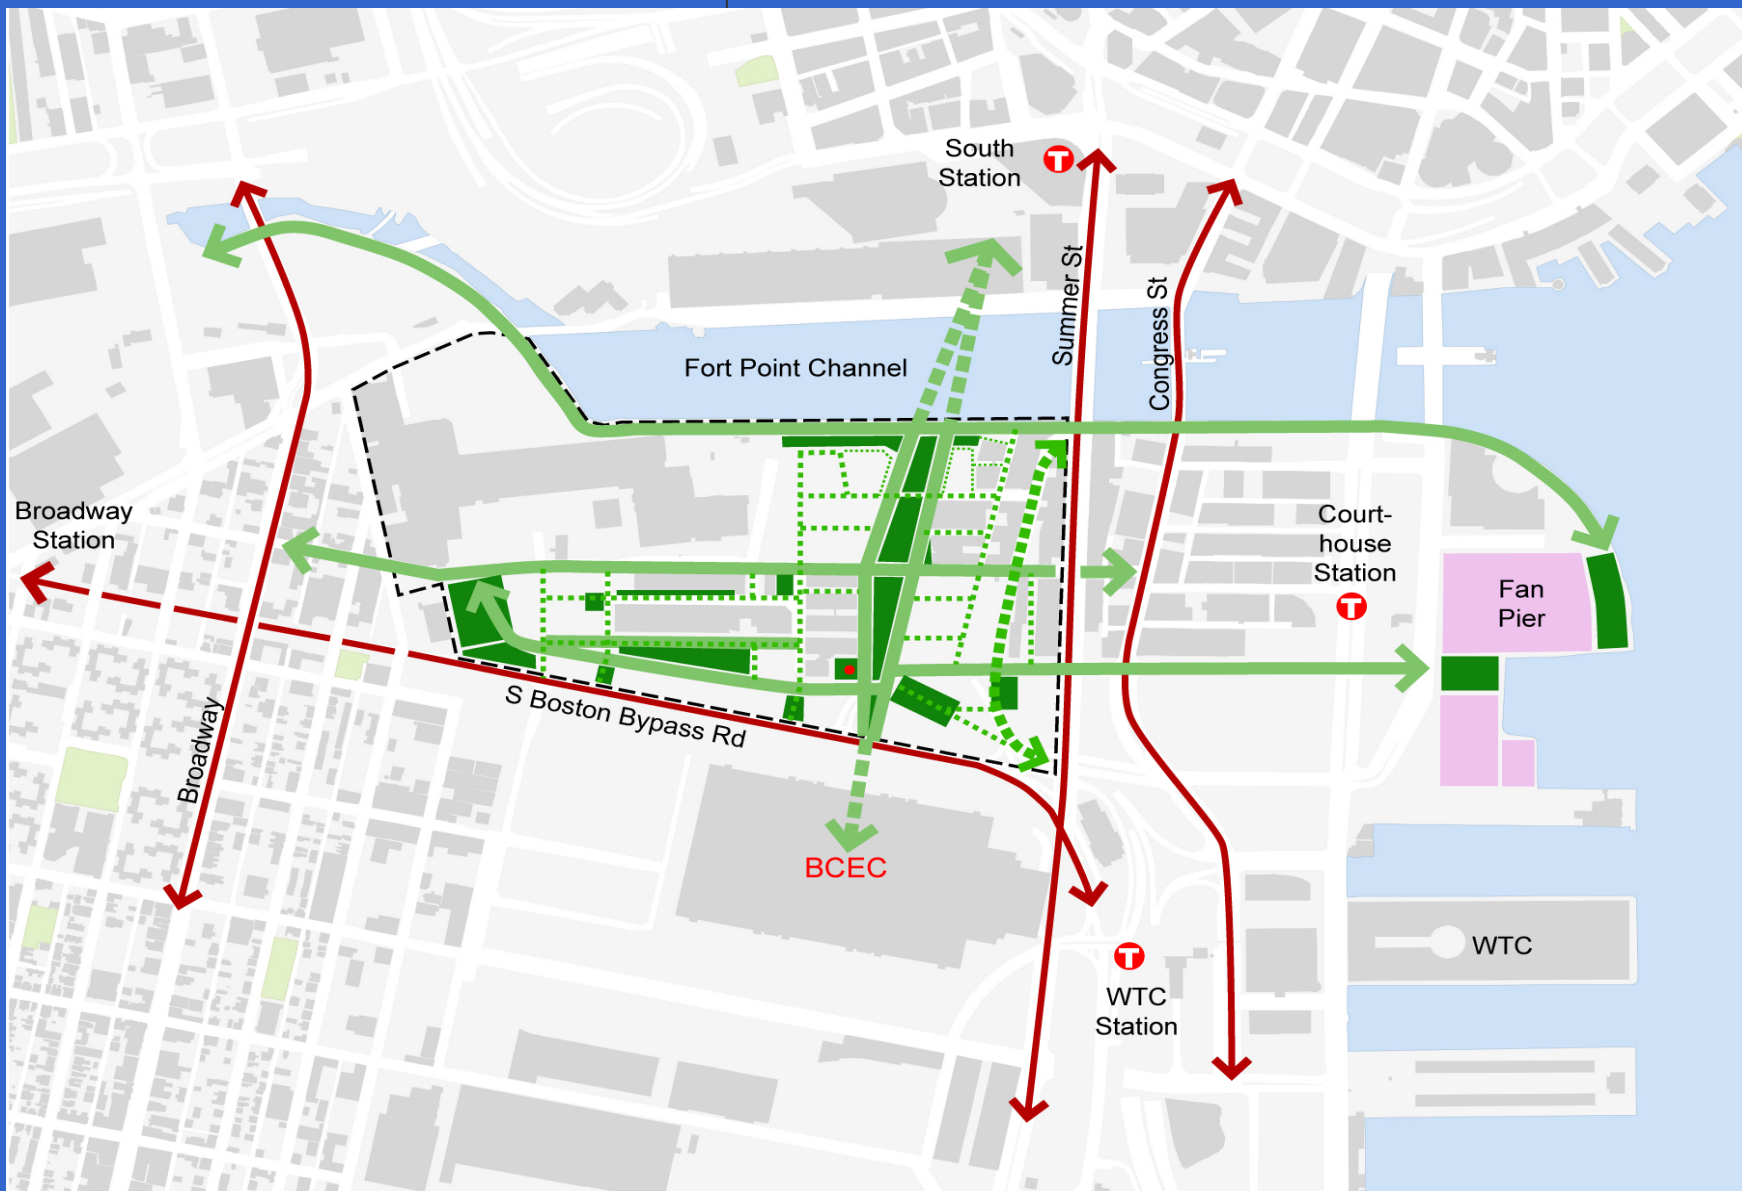 South
Station
T
Summer St
Congress St
Fort Point Channel
Broadway
Station
Court-
house
Station
T
Fan
Pier
S Boston Bypass Rd
Broadway
BCEC
WTC
T
WTC
Station